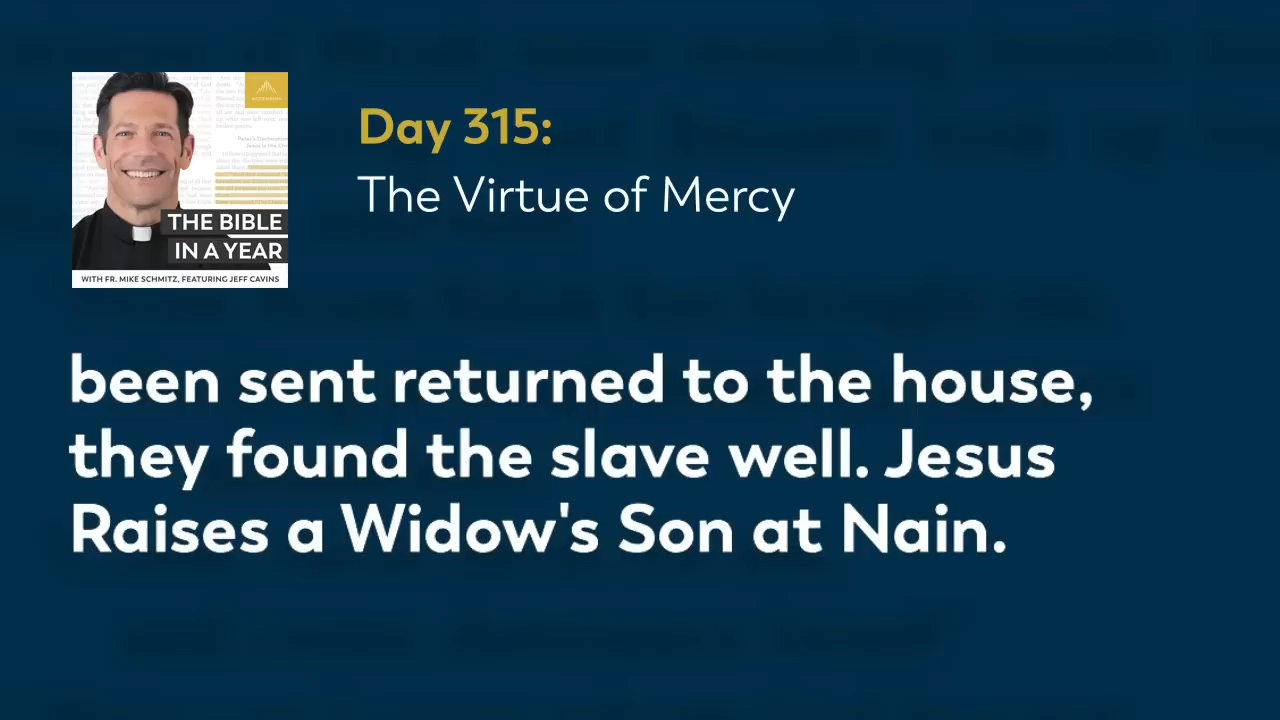 Day 315:
The Virtue of Mercy
THE BIBLE
IN A YEAR
WITH FR. MIKE SCHMITZ, FEATURING JEFF CAVINS
been sent returned to the house,
they found the slave well. Jesus
Raises a Widow's Son at Nain.